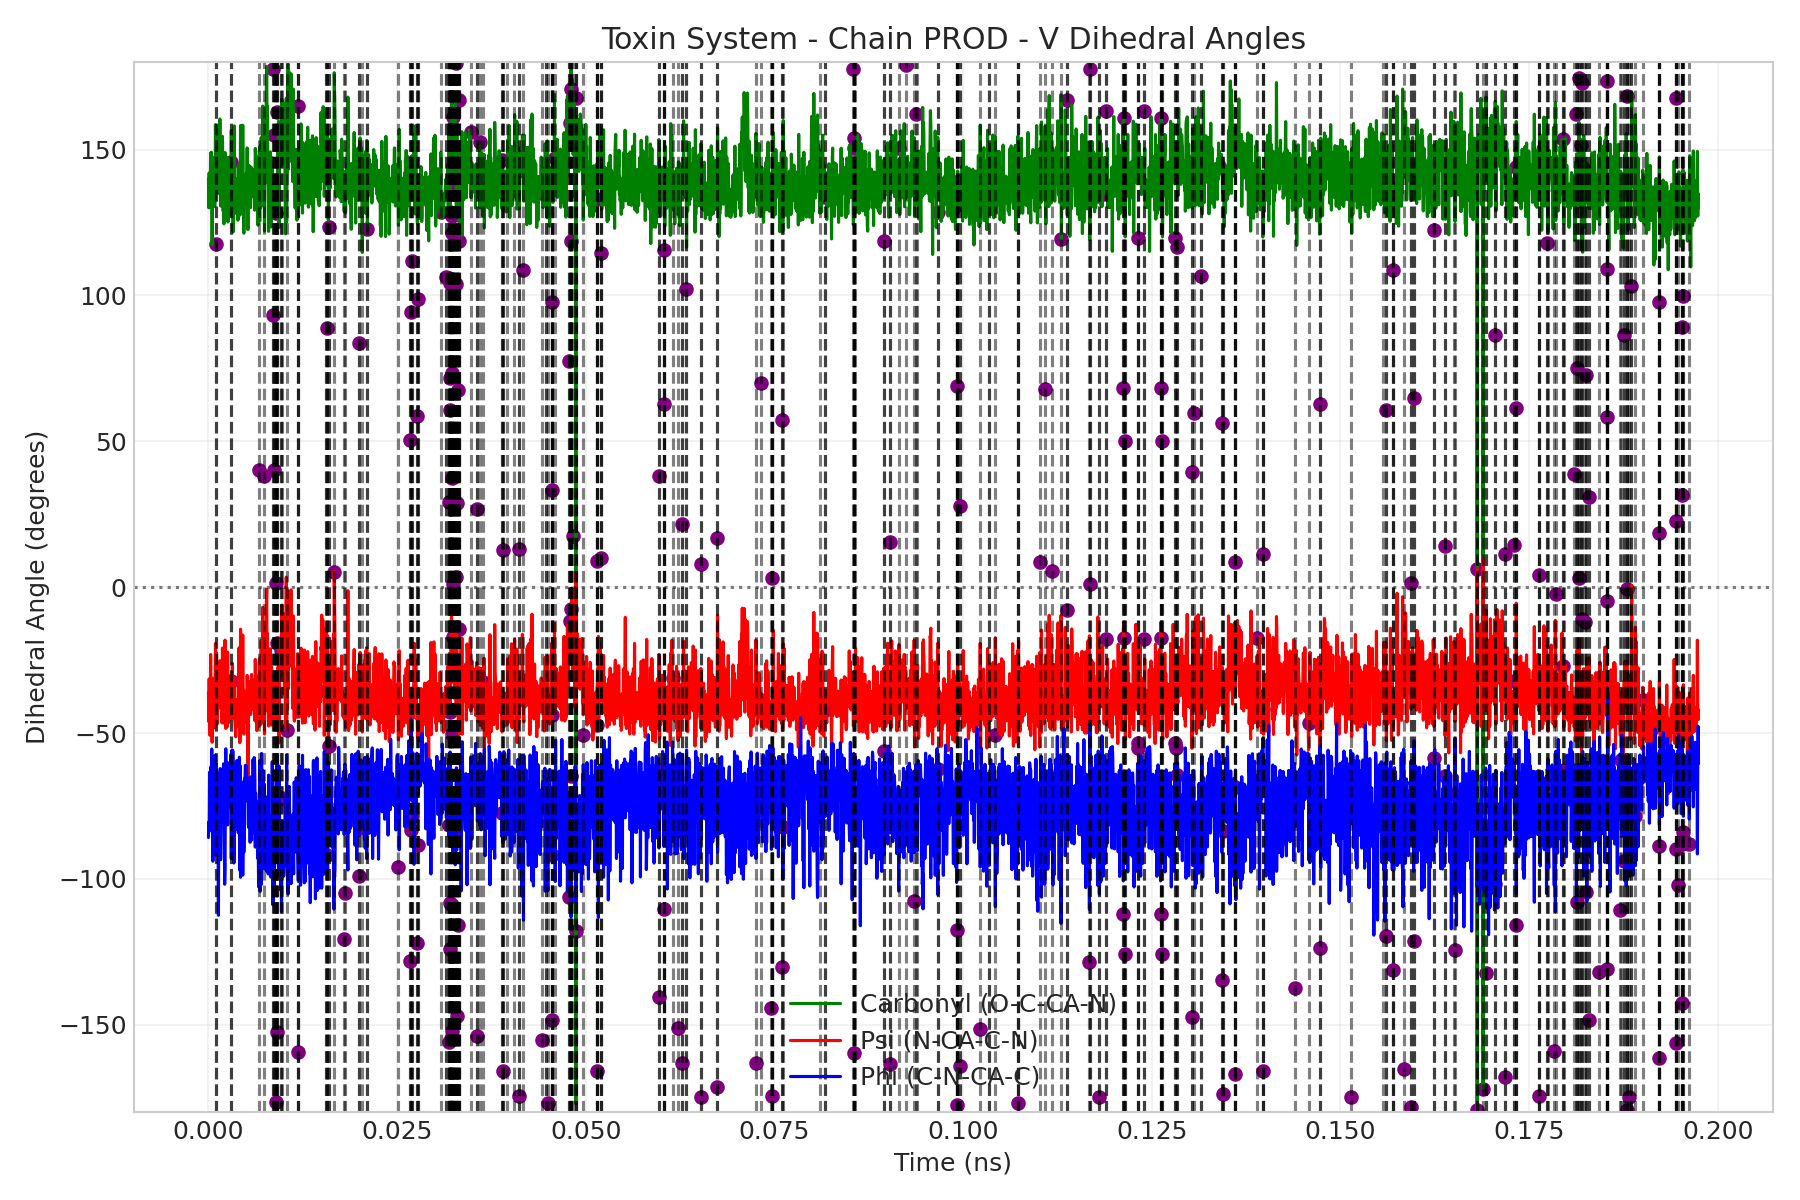 Toxin System - Chain PROD - V Dihedral Angles
Dihedral Angle (degrees)
150
100
50
0
−50
−100
−150
Carbonyl (O-C-CA-N)
Psi (N-CA-C-N)
Phi (C-N-CA-C)
0.000 0.025 0.050 0.075 0.100 0.125 0.150 0.175 0.200
Time (ns)